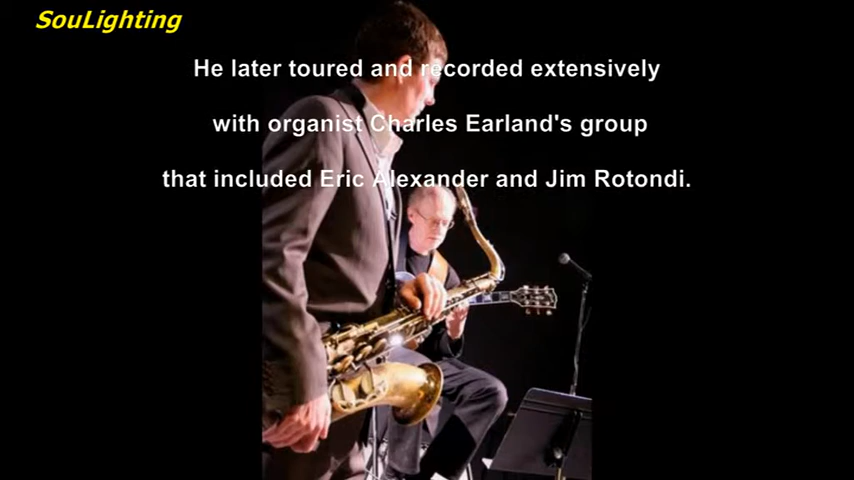 SouLighting
He later toured and recorded extensively
with organist Charles Earland's group
that included Eric Alexander and Jim Rotondi.